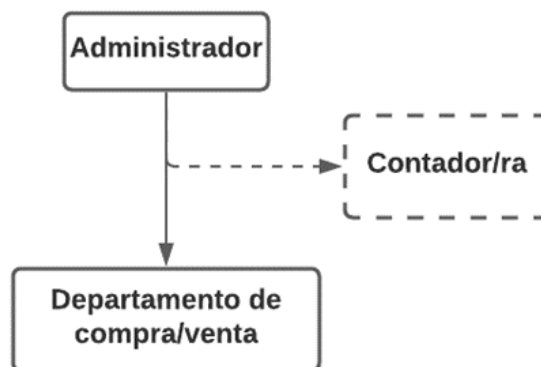 Administrador
Contador/ra
Departamento de
compra/venta